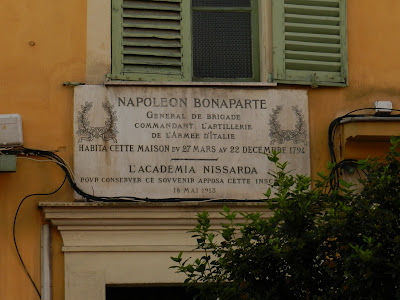 NAPOLEON BONAPARTE
GENERAL DE BRIGADE
COMMANDANT L'ARTILLERIE
DE L'ARMEE D'ITALIE
HABITA CETTE MAISON DU 27 MARS AU 22 DECEMBRE 1794
L'ACADEMIA NISSARDA
POUR CONSERVER CE SOUVENIR APPOSA CETTE
18 MAI 1913